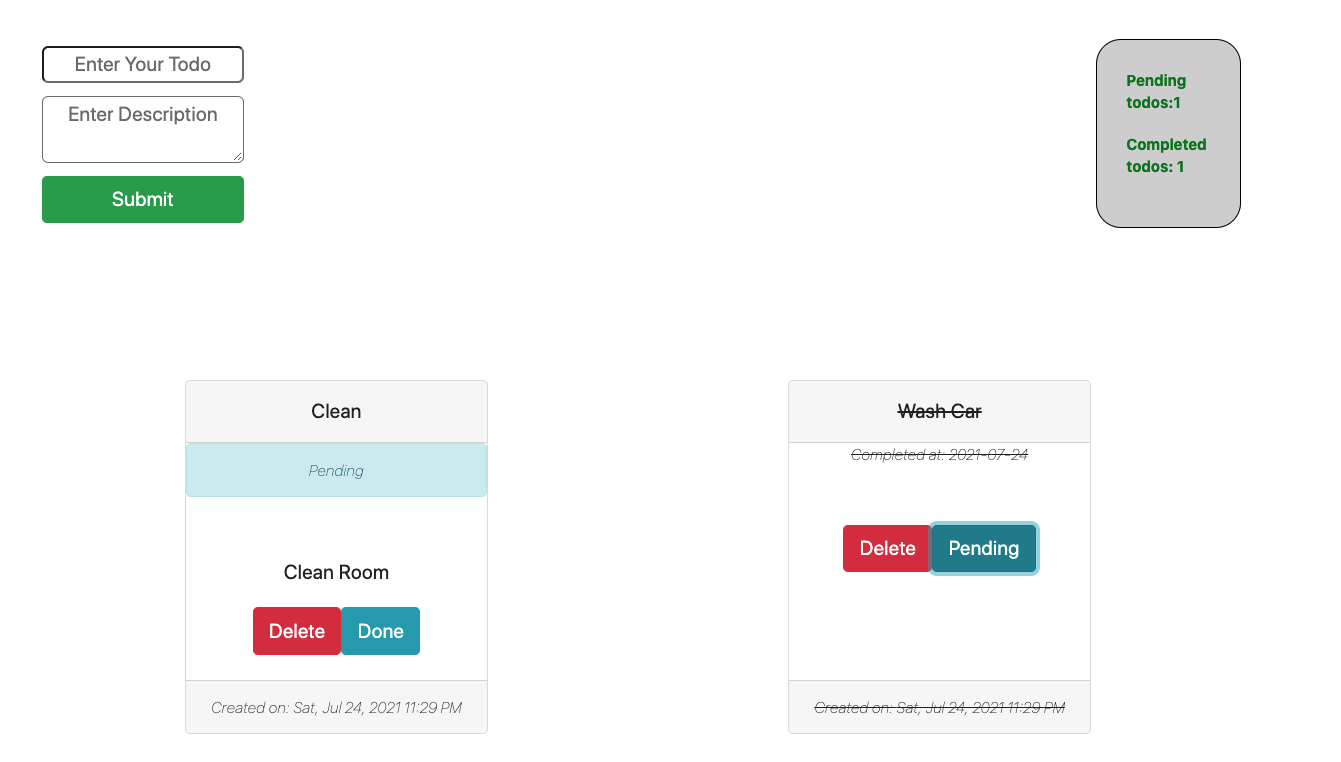 Enter Your Todo
Enter Description
Submit
Pending
todos:1
Completed
todos: 1
Clean
Pending
Clean Room
Delete Done
Created on: Sat, Jul 24, 2021 11:29 PM
Wash Car
Completed at: 2021-07-24
Delete Pending
Created on: Sat, Jul 24, 2021 11:29 PM